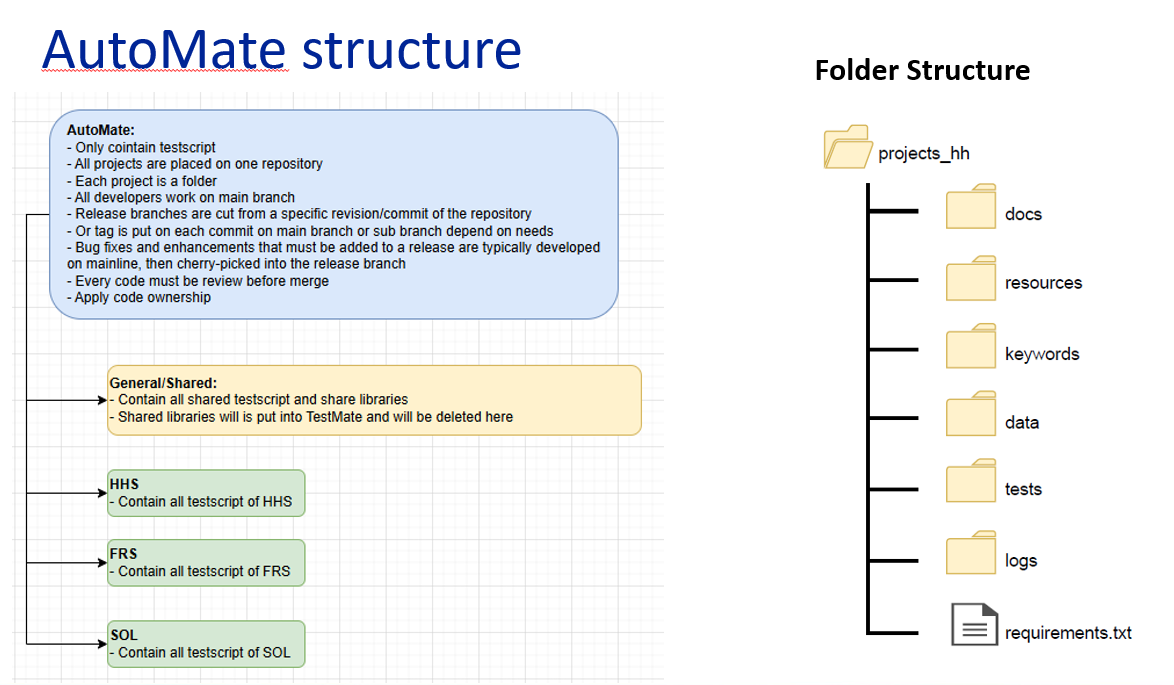 AutoMate structure
AutoMate:
- Only cointain testscript
- All projects are placed on one repository
- Each project is a folder
- All developers work on main branch
- Release branches are cut from a specific revision/commit of the repository
- Or tag is put on each commit on main branch or sub branch depend on needs
- Bug fixes and enhancements that must be added to a release are typically developed
on mainline, then cherry-picked into the release branch
- Every code must be review before merge
- Apply code ownership
General/Shared:
- Contain all shared testscript and share libraries
- Shared libraries will is put into TestMate and will be deleted here
HHS
- Contain all testscript of HHS
FRS
- Contain all testscript of FRS
SOL
- Contain all testscript of SOL
Folder Structure
projects_hh
docs
resources
keywords
data
tests
logs
requirements.txt